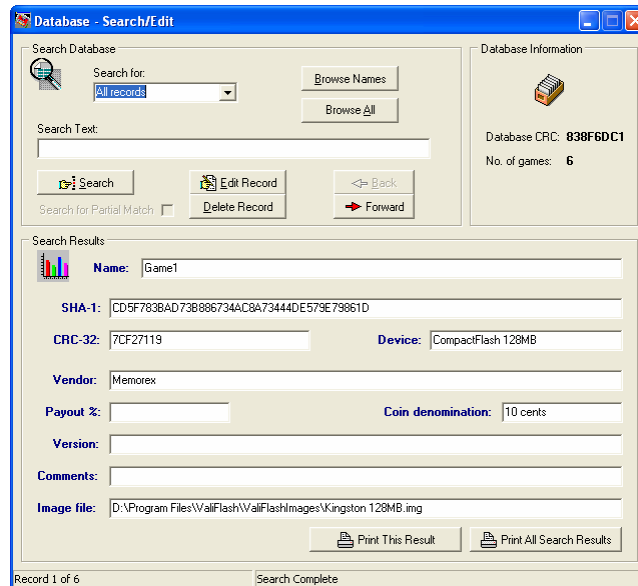 Database - Search/Edit
Search Database
Search for:
All records
Browse Names
Browse All
Search Text:
Search
Edit Record
Back
Search for Partial Match
Delete Record
Forward
Database Information
Database CRC: 838F6DC1
No. of games: 6
Search Results
Name: Game1
SHA-1: CD5F783BAD73B886734AC8A73444DE579E79861D
CRC-32: 7CF27119
Device: CompactFlash 128MB
Vendor: Memorex
Payout %:
Coin denomination: 10 cents
Version:
Comments:
Image file: D:\Program Files\ValiFlash\ValiFlashImages\Kingston 128MB.img
Print This Result
Print All Search Results
Record 1 of 6
Search Complete